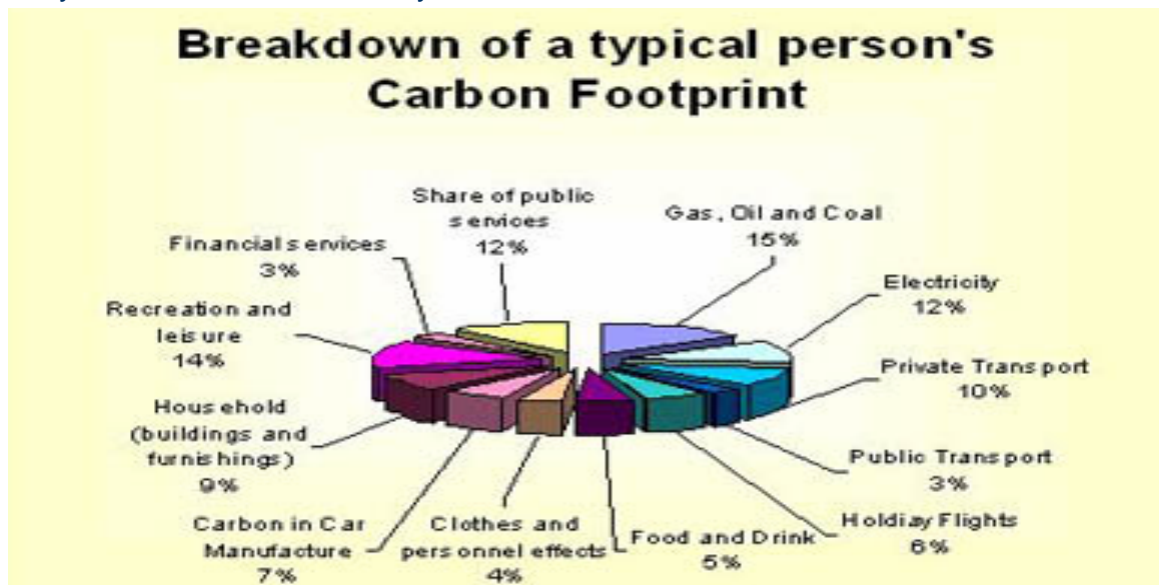 Breakdown of a typical person's
Carbon Footprint
Share of public
services
12%
Gas, Oil and Coal
15%
Financial services
3%
Electricity
12%
Recreation and
leisure
14%
Private Transport
10%
Household
(buildings and
furnishings)
9%
Public Transport
3%
Carbon in Car
Manufacture
7%
Clothes and
personnel effects
4%
Food and Drink
5%
Holdiay Flights
6%